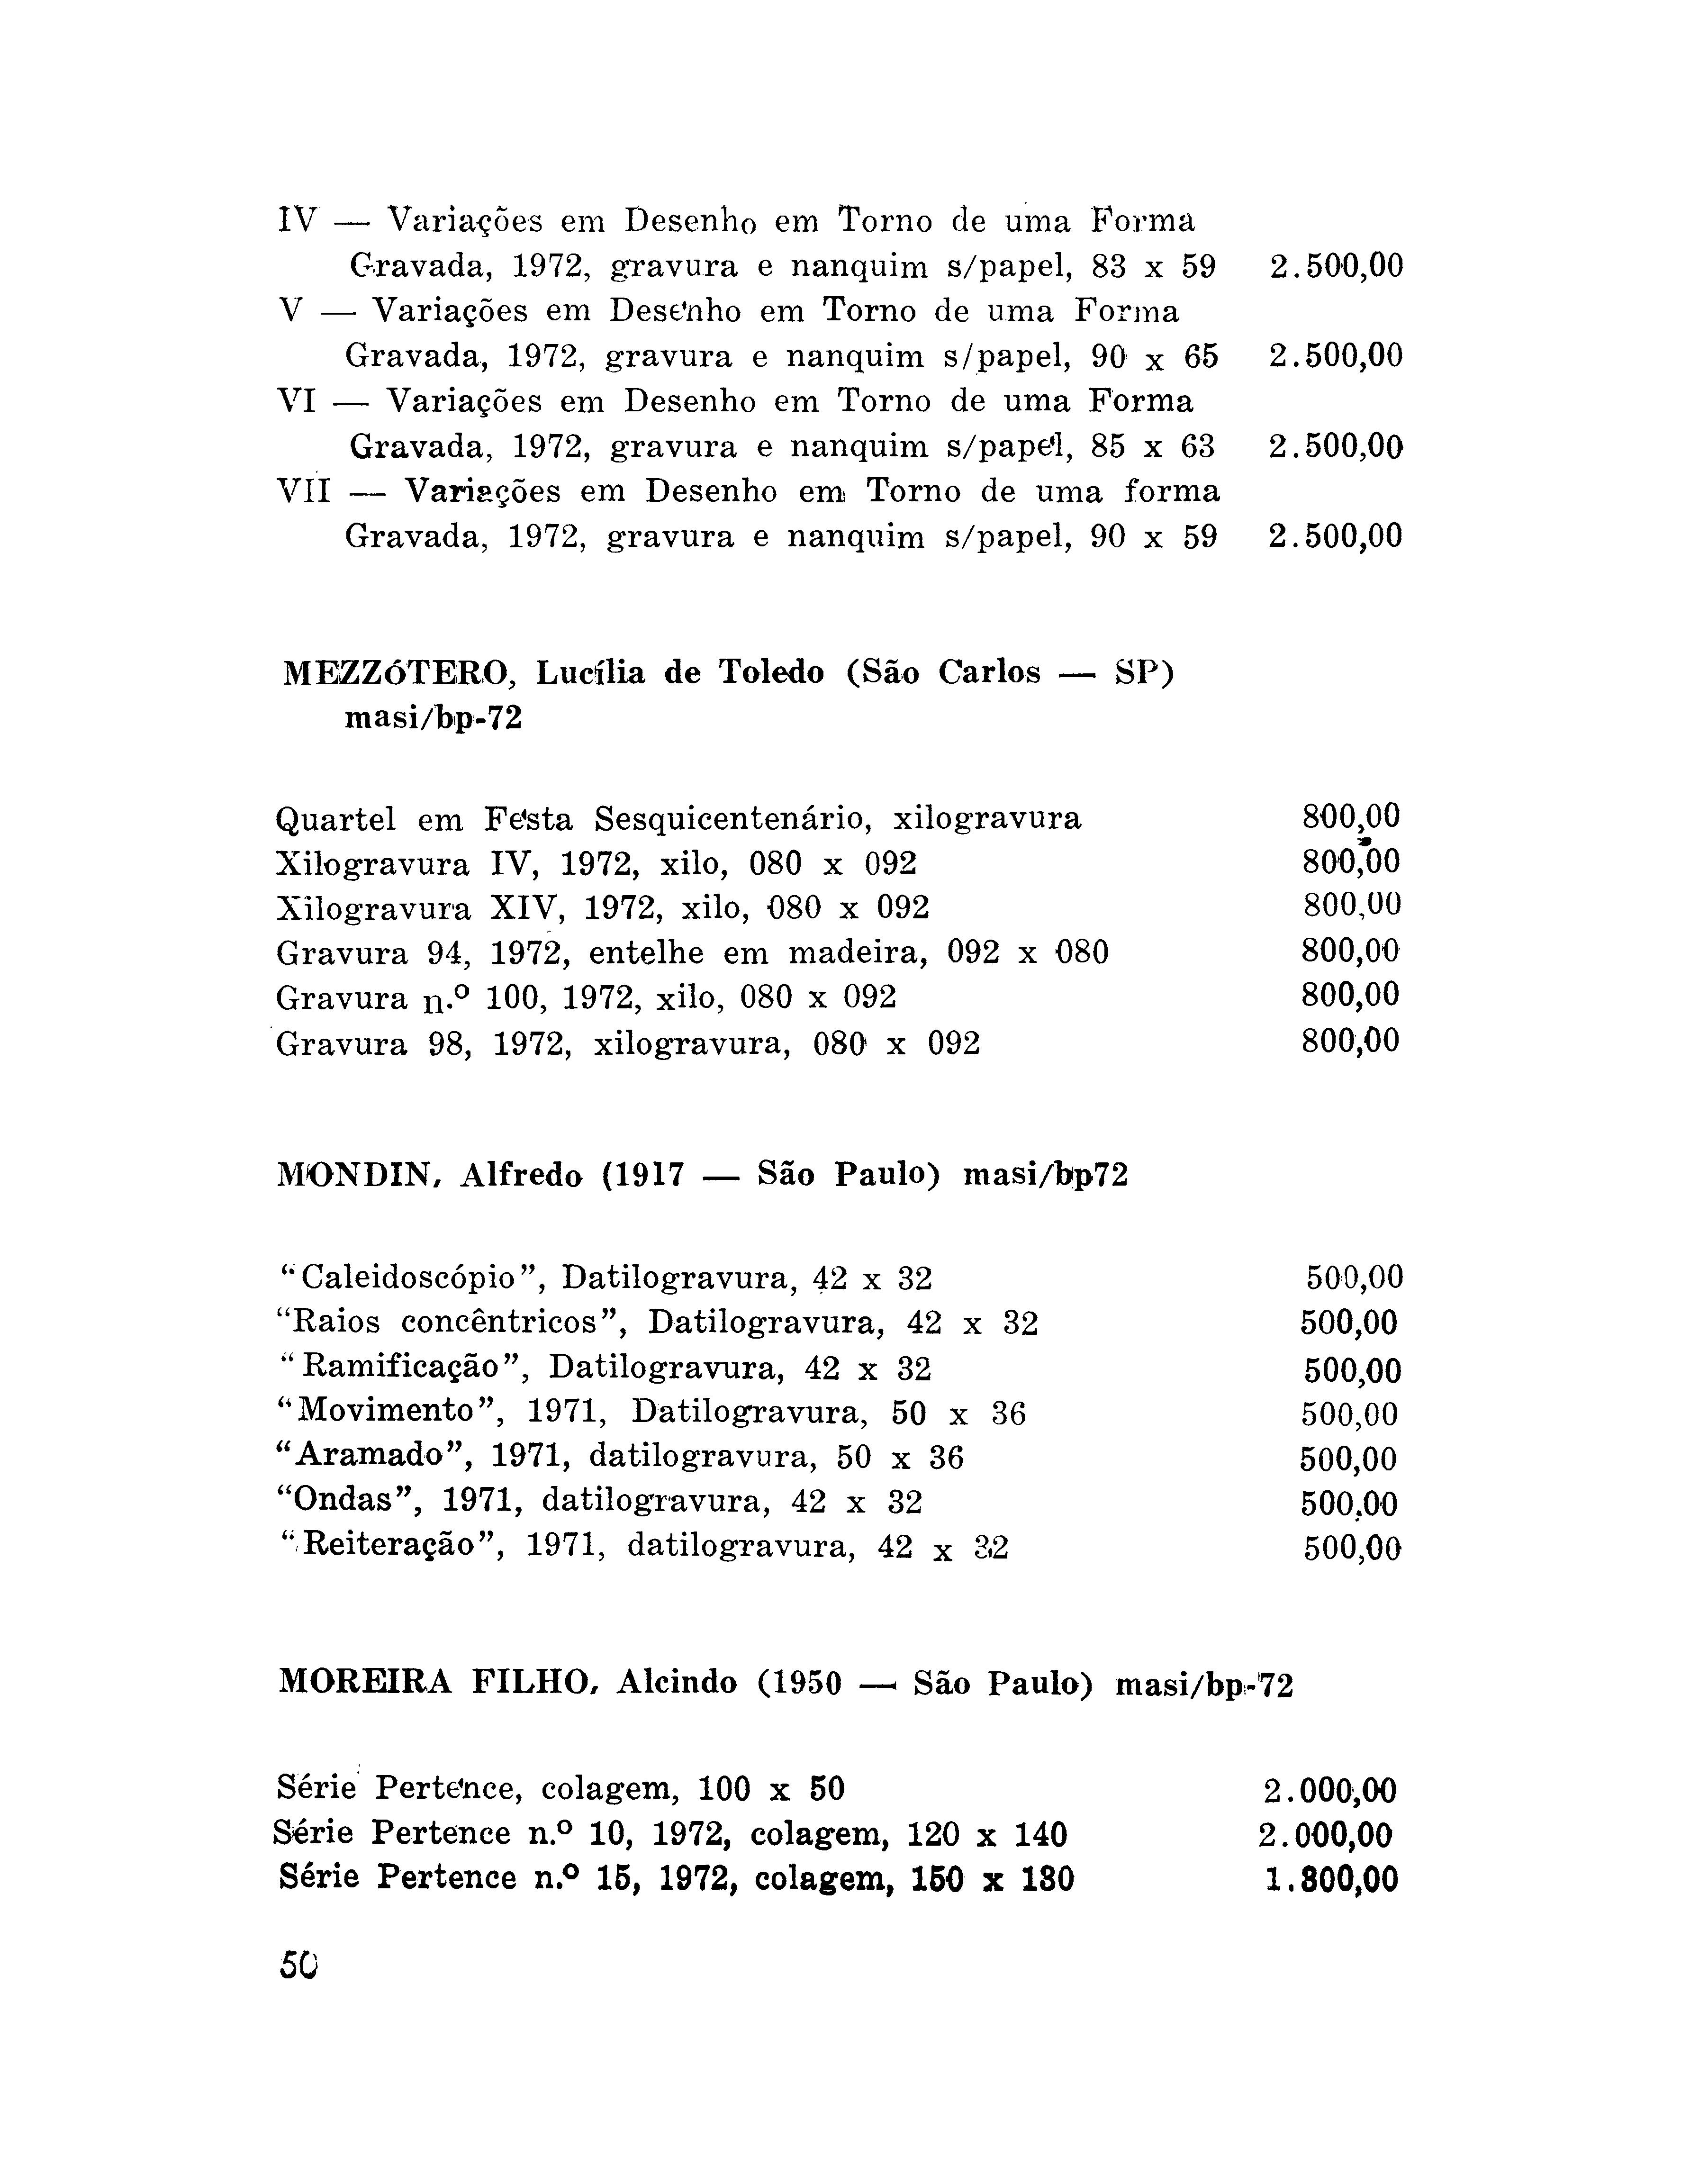 IV — Variações em Desenho em Torno de uma Forma
Gravada, 1972, gravura e nanquim s/papel, 83 x 59 2.500,00
V — Variações em Desenho em Torno de uma Forma
Gravada, 1972, gravura e nanquim s/papel, 90 x 65 2.500,00
VI — Variações em Desenho em Torno de uma Forma
Gravada, 1972, gravura e nanquim s/papel, 85 x 63 2.500,00
VII — Variações em Desenho em Torno de uma forma
Gravada, 1972, gravura e nanquim s/papel, 90 x 59 2.500,00
MEZZÓTERO, Lucília de Toledo (São Carlos — SP)
masi/bp-72
Quartel em Festa Sesquicentenário, xilogravura 800,00
Xilogravura IV, 1972, xilo, 080 x 092 800,00
Xilogravura XIV, 1972, xilo, 080 x 092 800,00
Gravura 94, 1972, entelhe em madeira, 092 x 080 800,00
Gravura n.º 100, 1972, xilo, 080 x 092 800,00
Gravura 98, 1972, xilogravura, 080 x 092 800,00
MONDIN, Alfredo (1917 — São Paulo) masi/bp72
“Caleidoscópio”, Datilogravura, 42 x 32 500,00
“Raios concêntricos”, Datilogravura, 42 x 32 500,00
“Ramificação”, Datilogravura, 42 x 32 500,00
“Movimento”, 1971, Datilogravura, 50 x 36 500,00
“Aramado”, 1971, datilogravura, 50 x 36 500,00
“Ondas”, 1971, datilogravura, 42 x 32 500,00
“Reiteração”, 1971, datilogravura, 42 x 32 500,00
MOREIRA FILHO, Alcindo (1950 — São Paulo) masi/bp-72
Série Pertence, colagem, 100 x 50 2.000,00
Série Pertence n.º 10, 1972, colagem, 120 x 140 2.000,00
Série Pertence n.º 15, 1972, colagem, 150 x 130 1.800,00
50